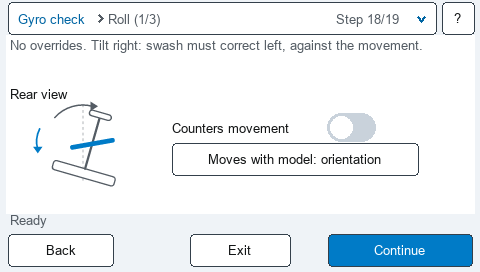 Gyro check > Roll (1/3)
Step 18/19
?
No overrides. Tilt right: swash must correct left, against the movement.
Rear view
Counters movement
Moves with model: orientation
Ready
Back
Exit
Continue